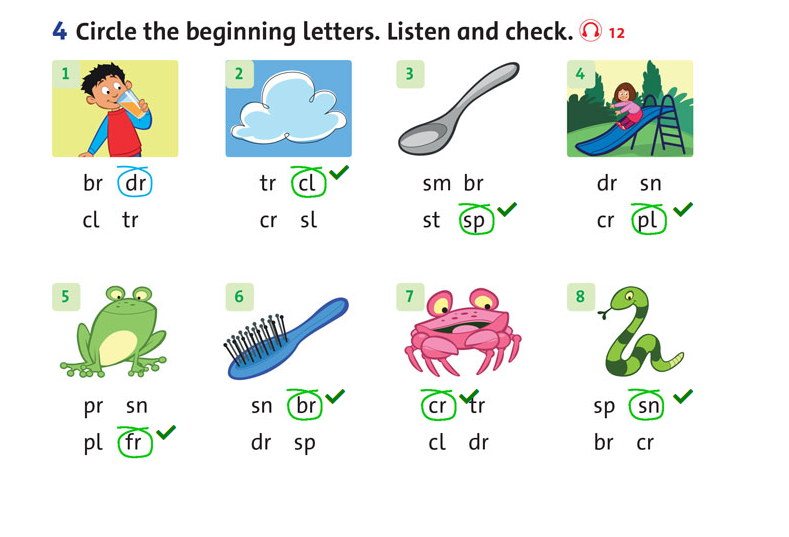 4 Circle the beginning letters. Listen and check. 12
1 2 3 4
br dr tr cl sm br dr sn
cl tr cr sl st sp cr pl
5 6 7 8
pr sn sn br cr tr sp sn
pl fr dr sp cl dr br cr